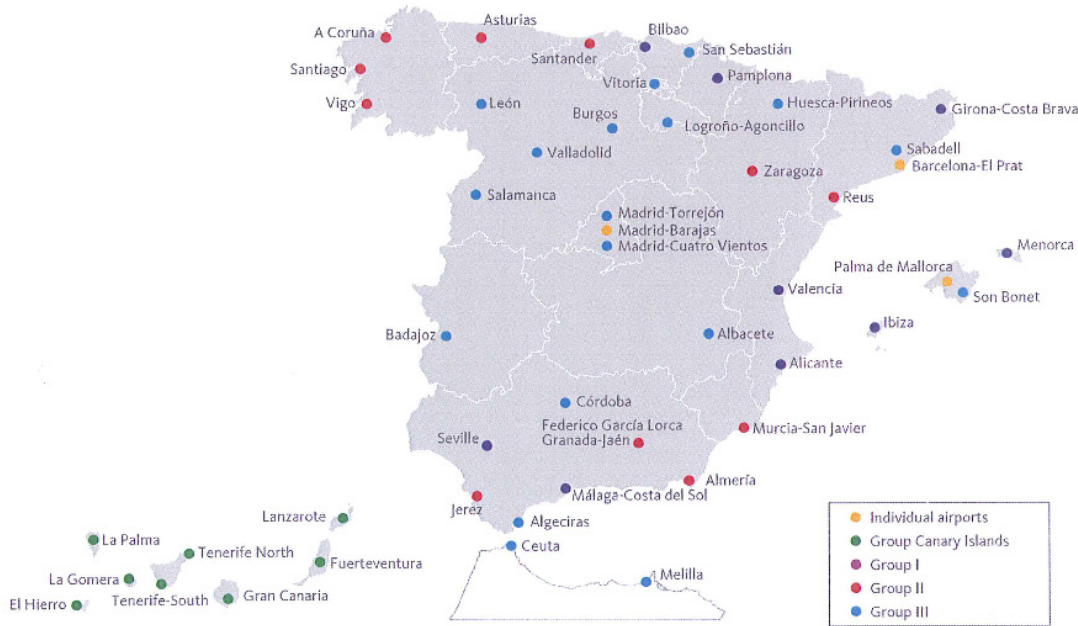 Asturias
A Coruña
Bilbao
San Sebastián
Santander
Santiago
Pamplona
Vitoria
Vigo
León
Huesca-Pirineos
Girona-Costa Brava
Burgos
Logroño-Agoncillo
Valladolid
Sabadell
Barcelona-El Prat
Zaragoza
Salamanca
Reus
Madrid-Torrejón
Madrid-Barajas
Madrid-Cuatro Vientos
Menorca
Palma de Mallorca
Valencia
Son Bonet
Ibiza
Badajoz
Albacete
Alicante
Córdoba
Federico García Lorca
Granada-Jaén
Murcia-San Javier
Seville
Almería
Málaga-Costa del Sol
Jerez
Lanzarote
Algeciras
Individual airports
Group Canary Islands
Group I
Group II
Group III
La Palma
Tenerife North
Ceuta
Fuerteventura
La Gomera
Melilla
Tenerife-South
Gran Canaria
El Hierro